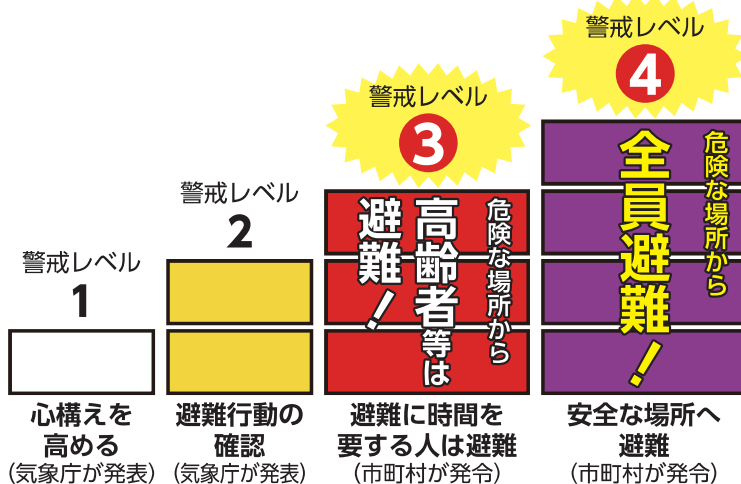 警戒レベル
1
心構えを
高める
(気象庁が発表)
警戒レベル
2
避難行動の
確認
(気象庁が発表)
警戒レベル
3
危険な場所から
高齢者等は
避難!
避難に時間を
要する人は避難
(市町村が発令)
警戒レベル
4
危険な場所から
全員避難!
安全な場所へ
避難
(市町村が発令)